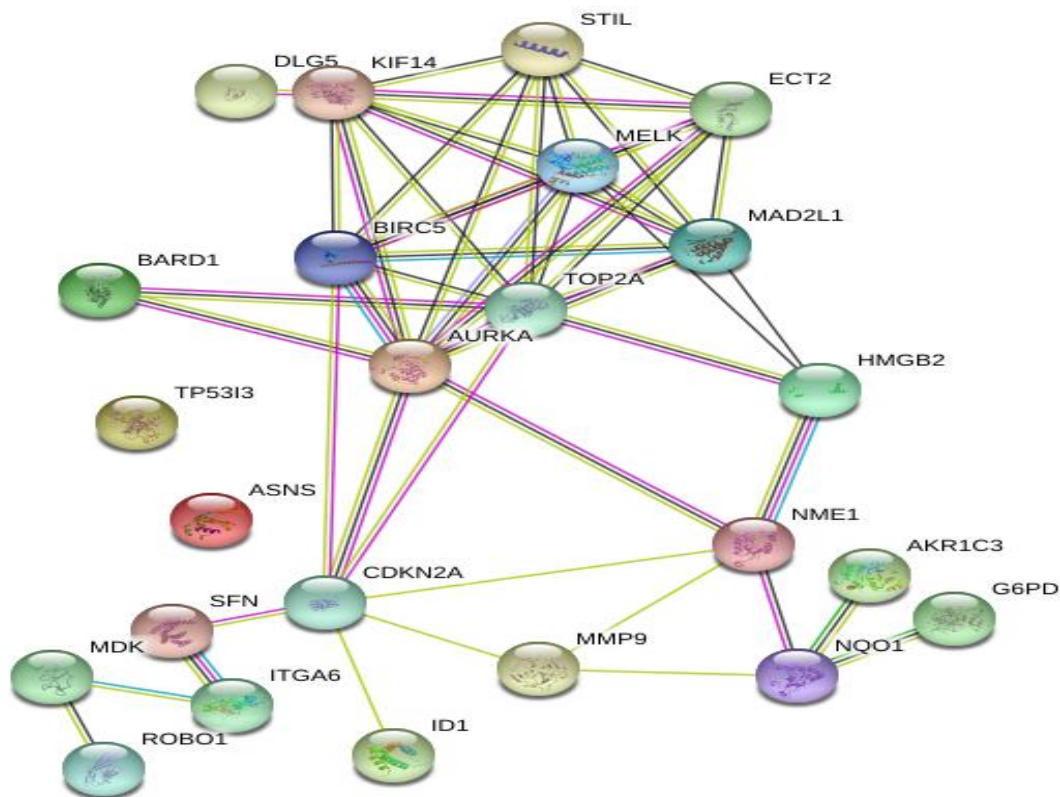 STIL
DLG5
KIF14
ECT2
MELK
MAD2L1
BIRC5
BARD1
TOP2A
AURKA
HMGB2
TP53I3
ASNS
NME1
AKR1C3
CDKN2A
G6PD
SFN
MDK
MMP9
NQO1
ITGA6
ID1
ROBO1